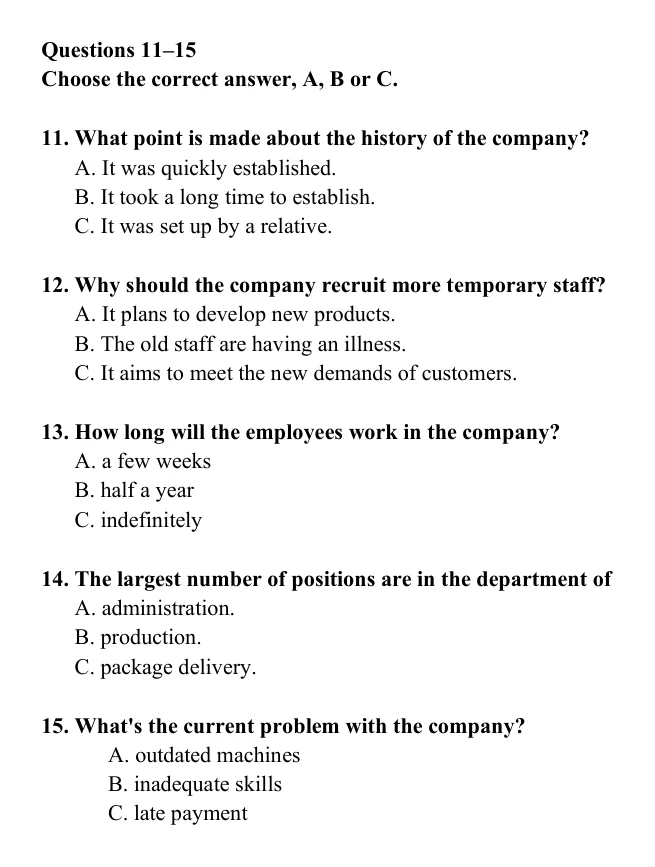 Questions 11–15
Choose the correct answer, A, B or C.
11. What point is made about the history of the company?
A. It was quickly established.
B. It took a long time to establish.
C. It was set up by a relative.
12. Why should the company recruit more temporary staff?
A. It plans to develop new products.
B. The old staff are having an illness.
C. It aims to meet the new demands of customers.
13. How long will the employees work in the company?
A. a few weeks
B. half a year
C. indefinitely
14. The largest number of positions are in the department of
A. administration.
B. production.
C. package delivery.
15. What's the current problem with the company?
A. outdated machines
B. inadequate skills
C. late payment